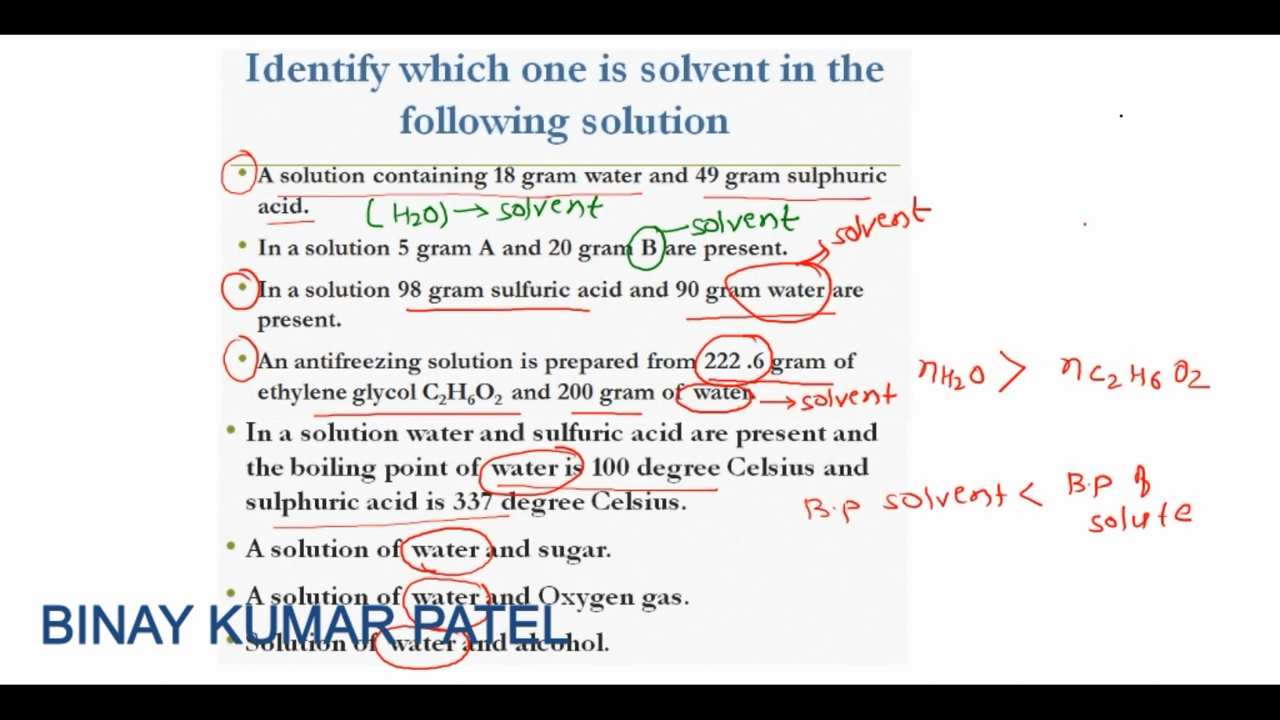 Identify which one is solvent in the
following solution
• A solution containing 18 gram water and 49 gram sulphuric
acid. (H2O) → solvent
solvent
• In a solution 5 gram A and 20 gram B are present.
solvent
• In a solution 98 gram sulfuric acid and 90 gram water are
present.
• An antifreezing solution is prepared from 222 .6 gram of
ethylene glycol C₂H₆O₂ and 200 gram of water → solvent
nH2O > nC2H6O2
• In a solution water and sulfuric acid are present and
the boiling point of water is 100 degree Celsius and
sulphuric acid is 337 degree Celsius.
B.p solvent < B.p of
solute
• A solution of water and sugar.
• A solution of water and Oxygen gas.
BINAY KUMAR PATEL
• Solution of water and alcohol.